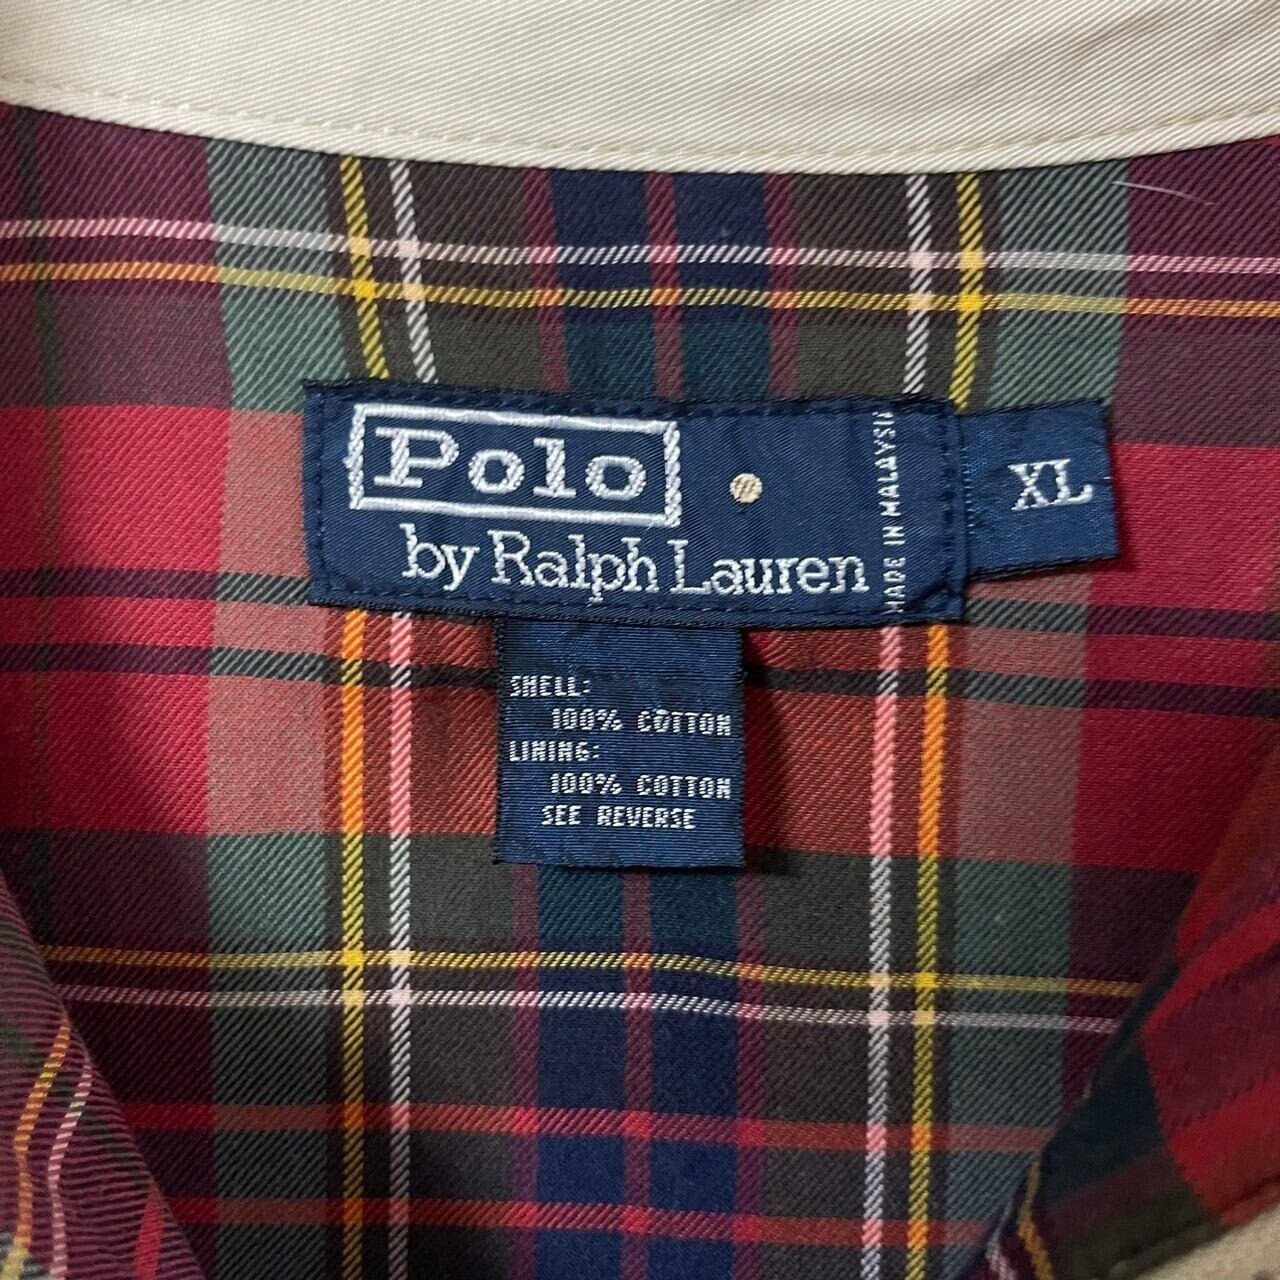 Polo
by Ralph Lauren
MADE IN MALAYSIA
XL
SHELL:
100% COTTON
LINING:
100% COTTON
SEE REVERSE